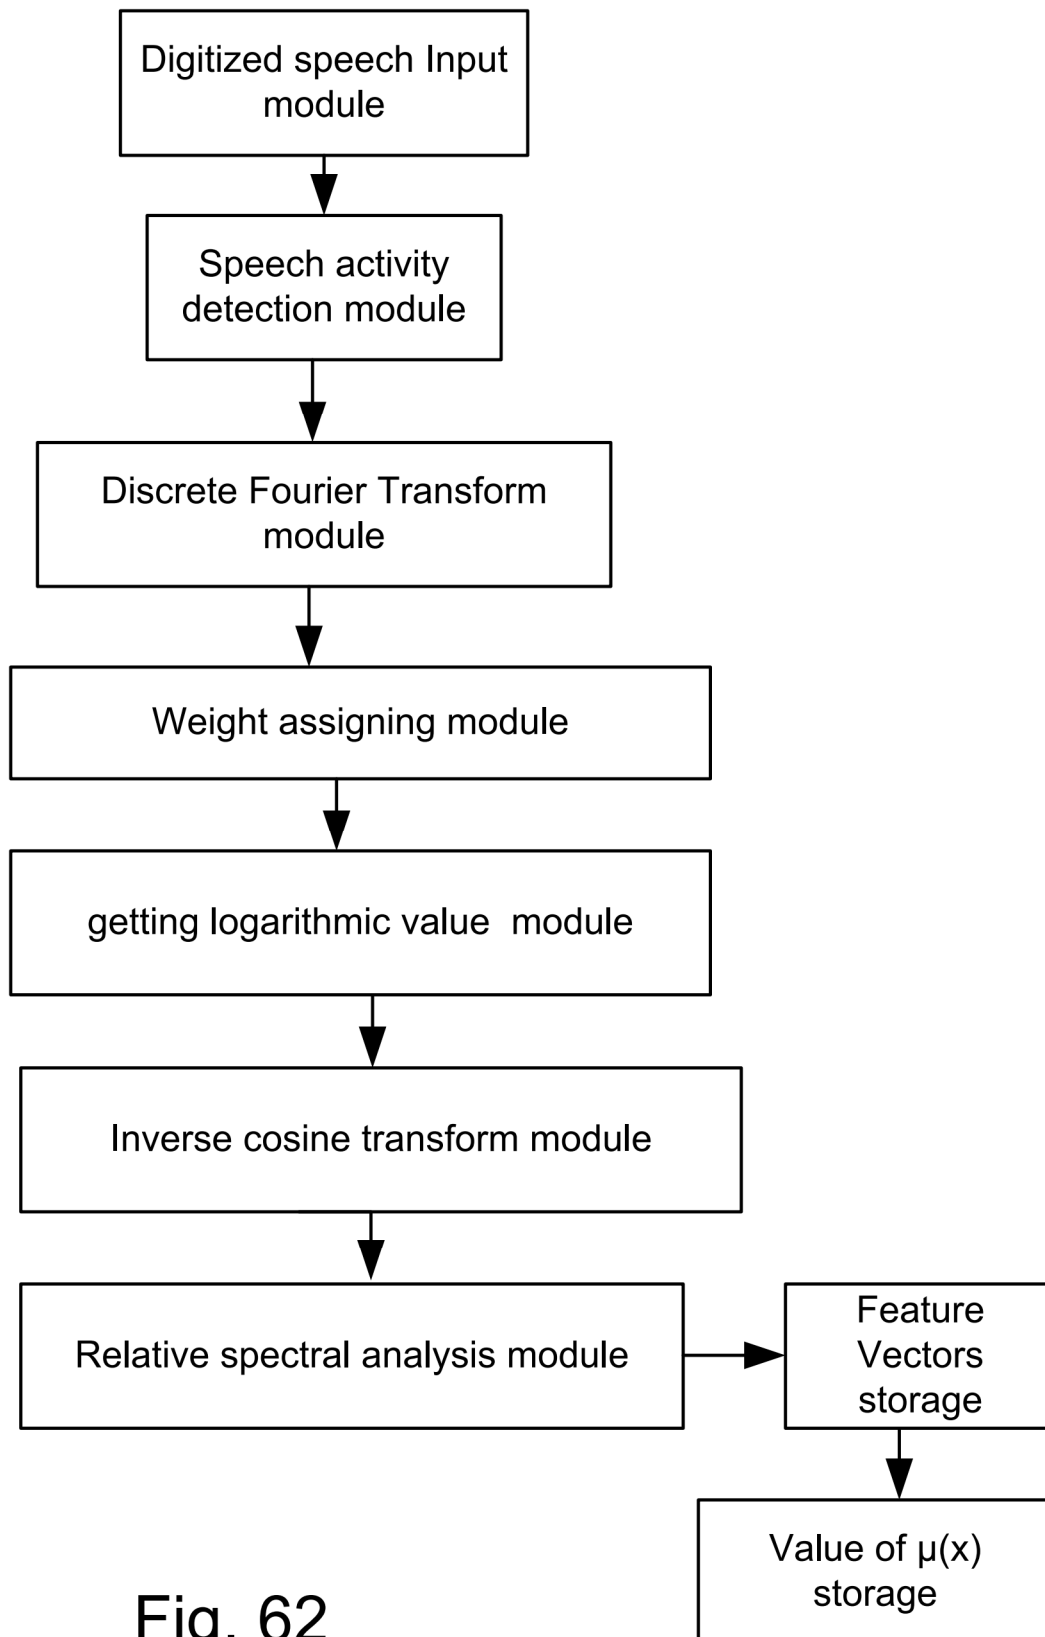 Digitized speech Input
module
Speech activity
detection module
Discrete Fourier Transform
module
Weight assigning module
getting logarithmic value  module
Inverse cosine transform module
Relative spectral analysis module
Feature
Vectors
storage
Value of μ(x)
storage
Fig. 62